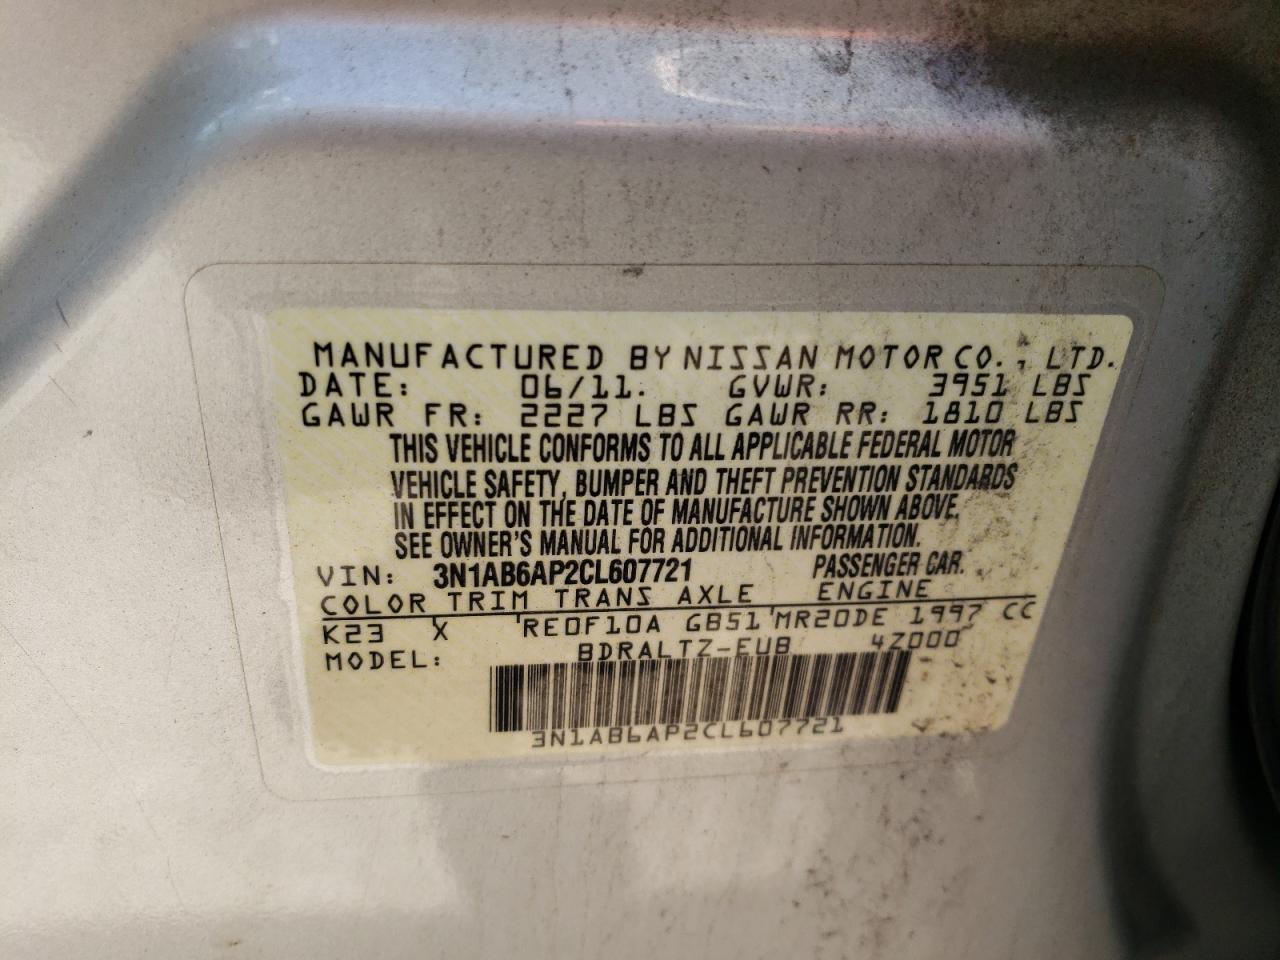 MANUFACTURED BY NISSAN MOTOR CO., LTD.
DATE: 06/11. GVWR: 3951 LBS
GAWR FR: 2227 LBS GAWR RR: 1810 LBS
THIS VEHICLE CONFORMS TO ALL APPLICABLE FEDERAL MOTOR
VEHICLE SAFETY, BUMPER AND THEFT PREVENTION STANDARDS
IN EFFECT ON THE DATE OF MANUFACTURE SHOWN ABOVE.
SEE OWNER'S MANUAL FOR ADDITIONAL INFORMATION.
VIN: 3N1AB6AP2CL607721 PASSENGER CAR.
COLOR TRIM TRANS AXLE ENGINE
K23 X RE0F10A GB51 MR20DE 1997 CC
MODEL: BDRALTZ-EUB 4Z000
3N1AB6AP2CL607721